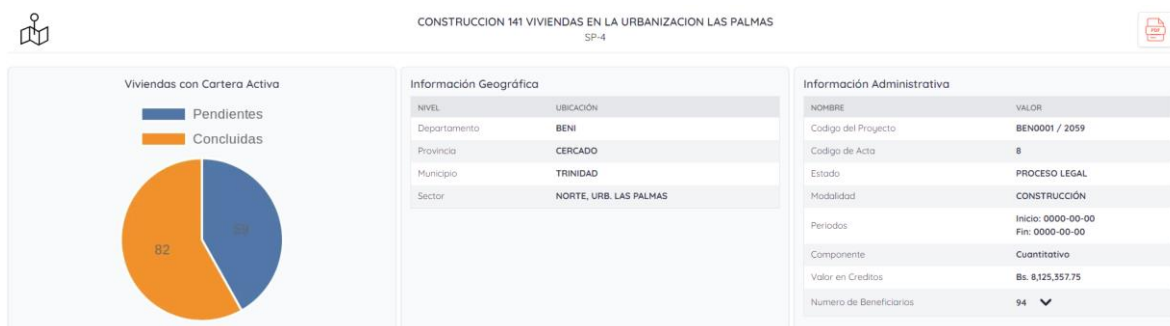 CONSTRUCCION 141 VIVIENDAS EN LA URBANIZACION LAS PALMAS
SP-4
PDF
Viviendas con Cartera Activa
Pendientes
Concluidas
82
Información Geográfica
NIVEL UBICACIÓN
Departamento BENI
Provincia CERCADO
Municipio TRINIDAD
Sector NORTE, URB. LAS PALMAS
Información Administrativa
NOMBRE VALOR
Codigo del Proyecto BEN0001 / 2059
Codigo de Acta 8
Estado PROCESO LEGAL
Modalidad CONSTRUCCIÓN
Periodos Inicio: 0000-00-00
Fin: 0000-00-00
Componente Cuantitativo
Valor en Creditos Bs. 8,125,357.75
Numero de Beneficiarios 94